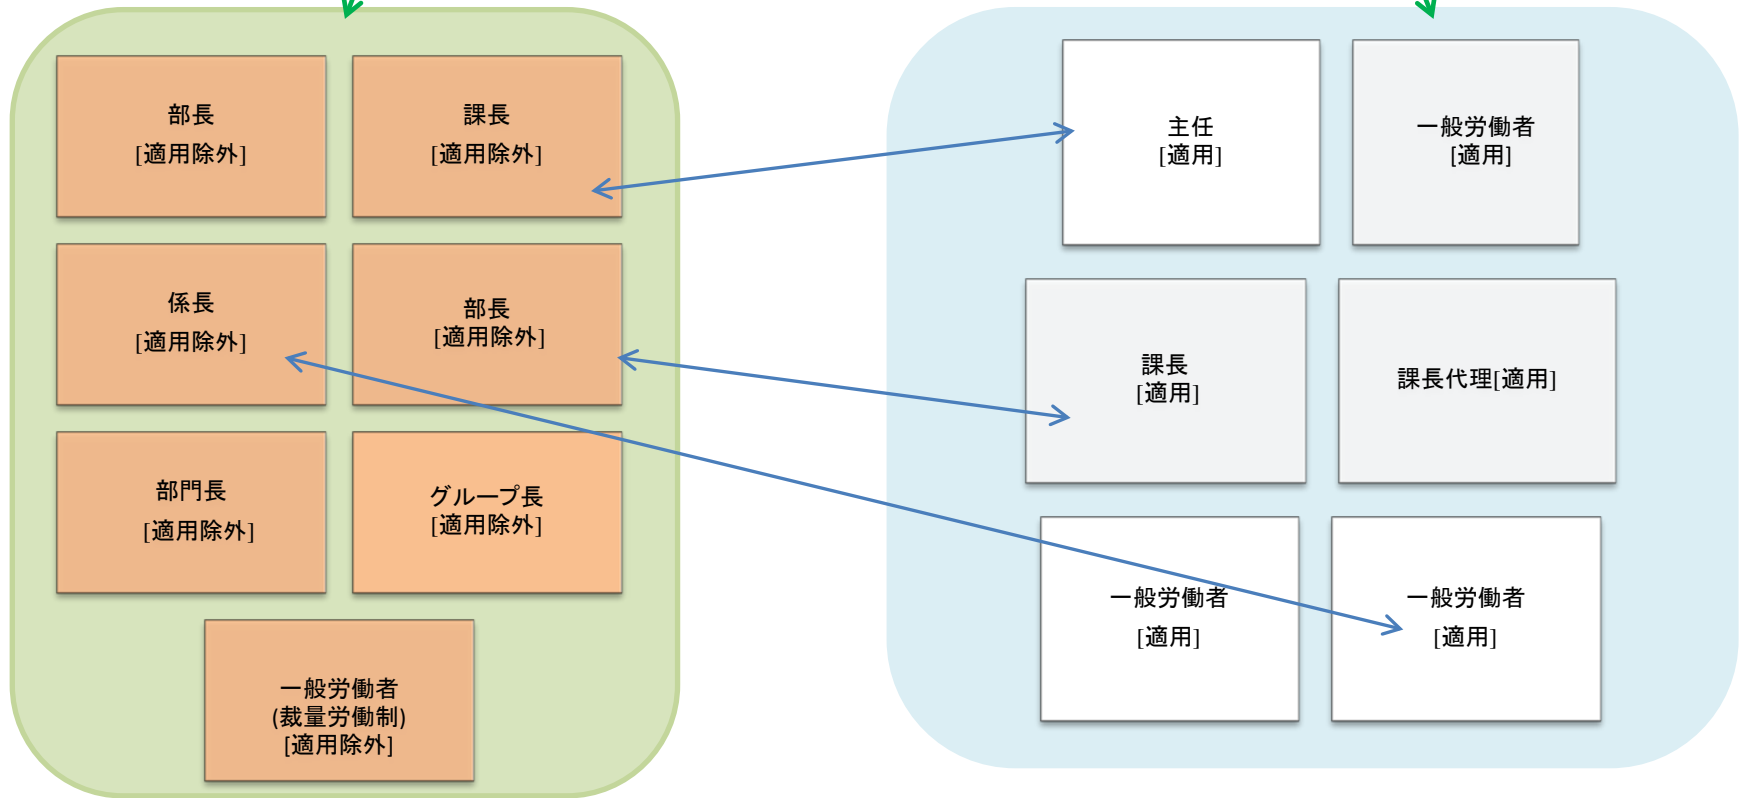 部長
[適用除外]
課長
[適用除外]
係長
[適用除外]
部長
[適用除外]
部門長
[適用除外]
グループ長
[適用除外]
一般労働者
(裁量労働制)
[適用除外]
主任
[適用]
一般労働者
[適用]
課長
[適用]
課長代理[適用]
一般労働者
[適用]
一般労働者
[適用]